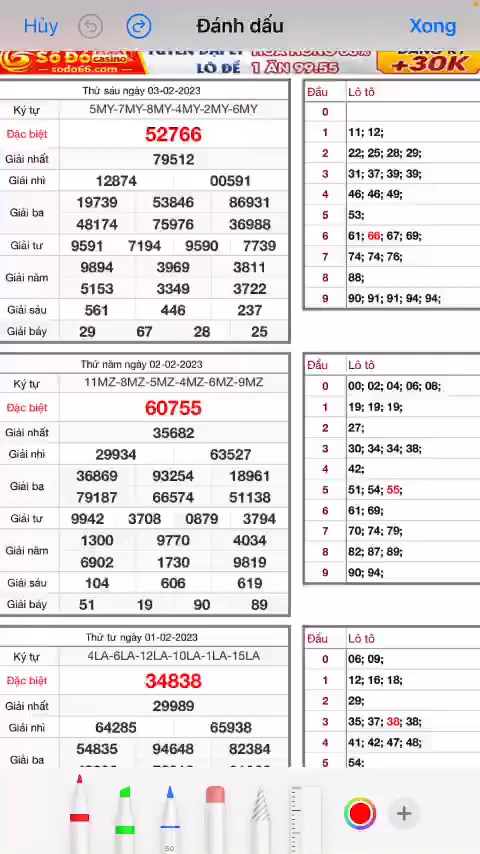 Hủy Đánh dấu Xong
SODO casino
sodo66.com
LÔ ĐỀ 1 ĂN 99.55
ĐĂNG KÝ
+30K
Thứ sáu ngày 03-02-2023
Ký tự 5MY-7MY-8MY-4MY-2MY-6MY
Đặc biệt 52766
Giải nhất 79512
Giải nhì 12874 00591
Giải ba 19739 53846 86931
48174 75976 36988
Giải tư 9591 7194 9590 7739
Giải năm 9894 3969 3811
5153 3349 3722
Giải sáu 561 446 237
Giải bảy 29 67 28 25
Đầu Lô tô
0
1 11; 12;
2 22; 25; 28; 29;
3 31; 37; 39; 39;
4 46; 46; 49;
5 53;
6 61; 66; 67; 69;
7 74; 74; 76;
8 88;
9 90; 91; 91; 94; 94;
Thứ năm ngày 02-02-2023
Ký tự 11MZ-8MZ-5MZ-4MZ-6MZ-9MZ
Đặc biệt 60755
Giải nhất 35682
Giải nhì 29934 63527
Giải ba 36869 93254 18961
79187 66574 51138
Giải tư 9942 3708 0879 3794
Giải năm 1300 9770 4034
6902 1730 9819
Giải sáu 104 606 619
Giải bảy 51 19 90 89
Đầu Lô tô
0 00; 02; 04; 06; 08;
1 19; 19; 19;
2 27;
3 30; 34; 34; 38;
4 42;
5 51; 54; 55;
6 61; 69;
7 70; 74; 79;
8 82; 87; 89;
9 90; 94;
Thứ tư ngày 01-02-2023
Ký tự 4LA-6LA-12LA-10LA-1LA-15LA
Đặc biệt 34838
Giải nhất 29989
Giải nhì 64285 65938
Giải ba 54835 94648 82384
Đầu Lô tô
0 06; 09;
1 12; 16; 18;
2 29;
3 35; 37; 38; 38;
4 41; 42; 47; 48;
5 54;
50